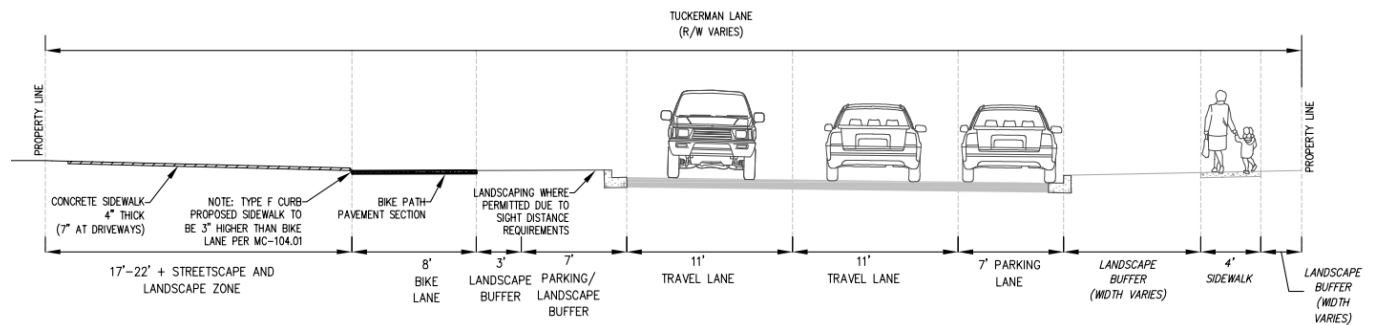 TUCKERMAN LANE
(R/W VARIES)
PROPERTY LINE
PROPERTY LINE
CONCRETE SIDEWALK
4" THICK
(7" AT DRIVEWAYS)
NOTE: TYPE F CURB
PROPOSED SIDEWALK TO
BE 3" HIGHER THAN BIKE
LANE PER MC-104.01
BIKE PATH
PAVEMENT SECTION
LANDSCAPING WHERE
PERMITTED DUE TO
SIGHT DISTANCE
REQUIREMENTS
17'-22' + STREETSCAPE AND
LANDSCAPE ZONE
8'
BIKE
LANE
3'
LANDSCAPE
BUFFER
7'
PARKING/
LANDSCAPE
BUFFER
11'
TRAVEL LANE
11'
TRAVEL LANE
7' PARKING
LANE
LANDSCAPE
BUFFER
(WIDTH VARIES)
4'
SIDEWALK
LANDSCAPE
BUFFER
(WIDTH
VARIES)